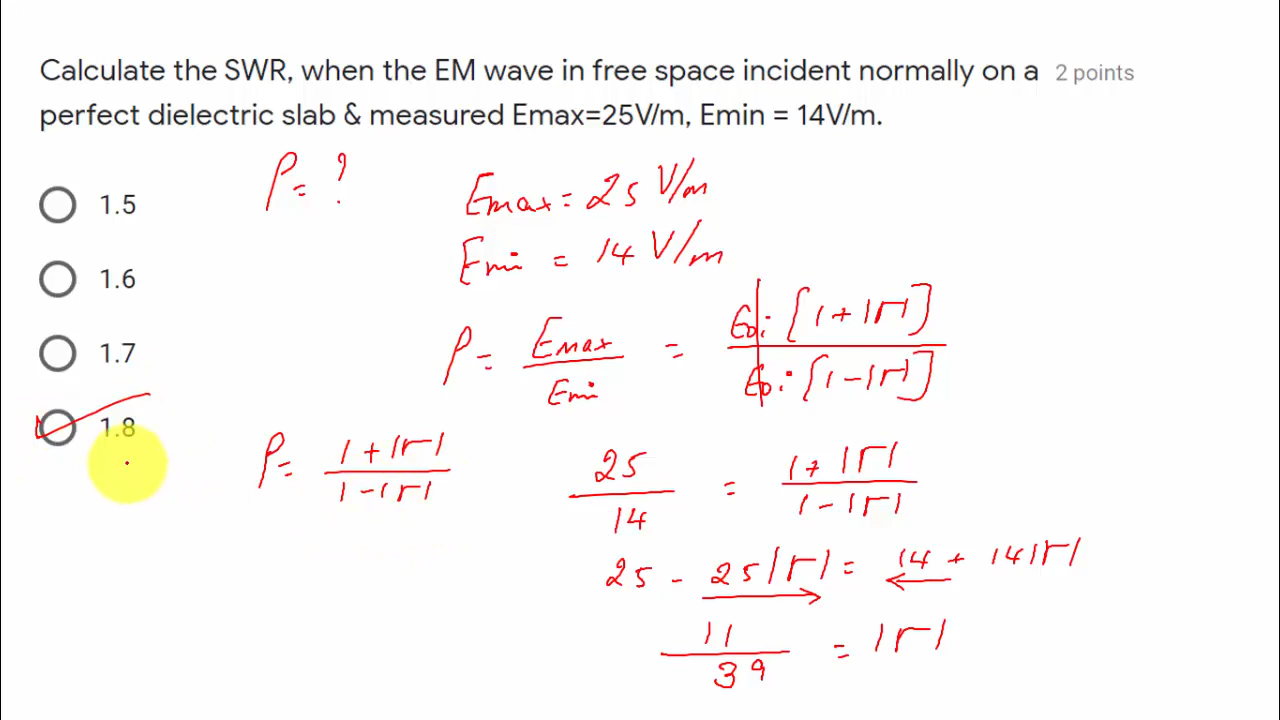 Calculate the SWR, when the EM wave in free space incident normally on a 2 points
perfect dielectric slab & measured Emax=25V/m, Emin = 14V/m.
ρ = ?
Emax = 25 V/m
1.5
Emin = 14 V/m
1.6
ρ = Emax / Emin = Eoi [1 + |Γ|] / Eoi [1 - |Γ|]
1.7
1.8
ρ = 1 + |Γ| / 1 - |Γ|
25 / 14 = 1 + |Γ| / 1 - |Γ|
25 - 25|Γ| = 14 + 14|Γ|
11 / 39 = |Γ|